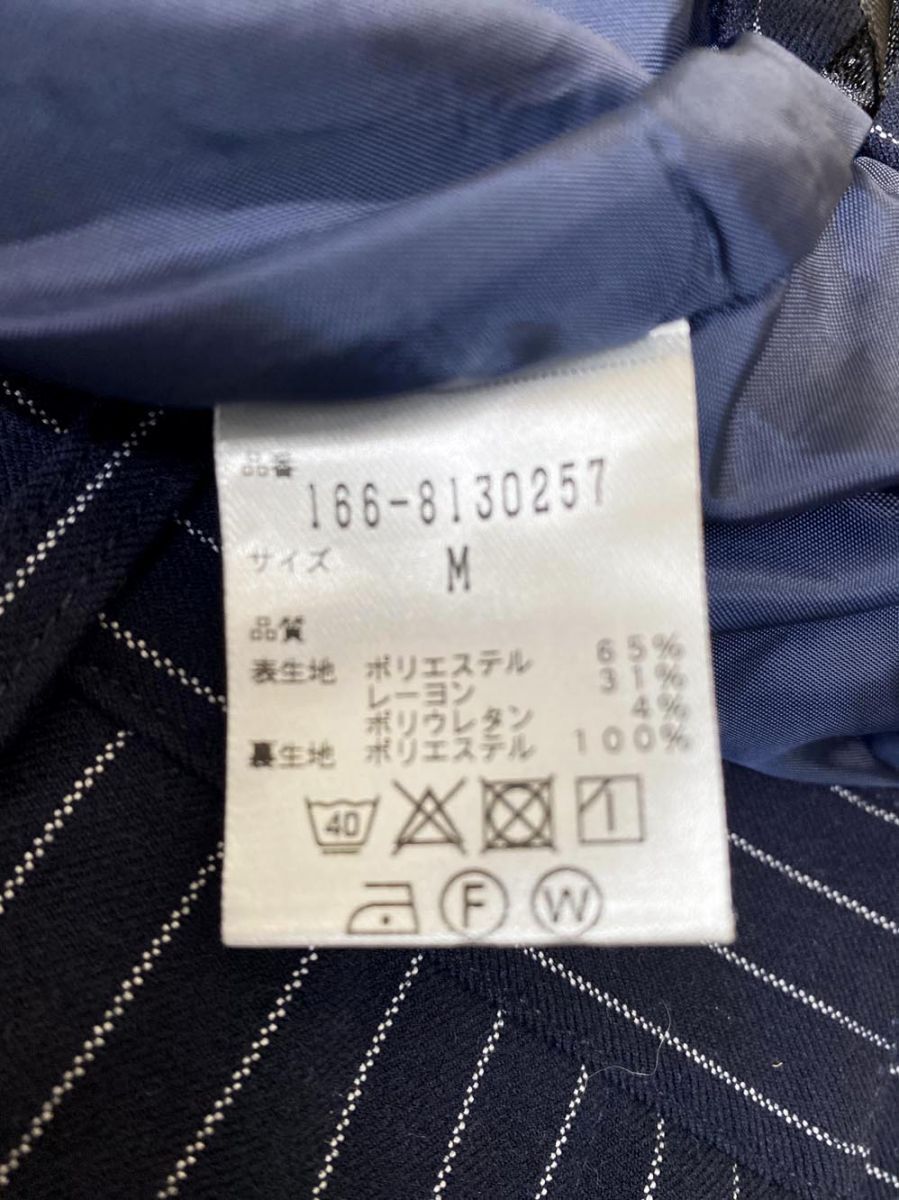 品番
166-8130257
サイズ M
品質
表生地 ポリエステル 65%
レーヨン 31%
ポリウレタン 4%
裏生地 ポリエステル 100%
40
F W